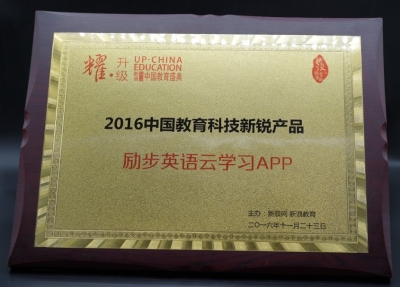 耀·升级
UP-CHINA
EDUCATION
中国教育盛典
2016中国教育科技新锐产品
励步英语云学习APP
主办：新浪网 新浪教育
二〇一六年十一月二十三日